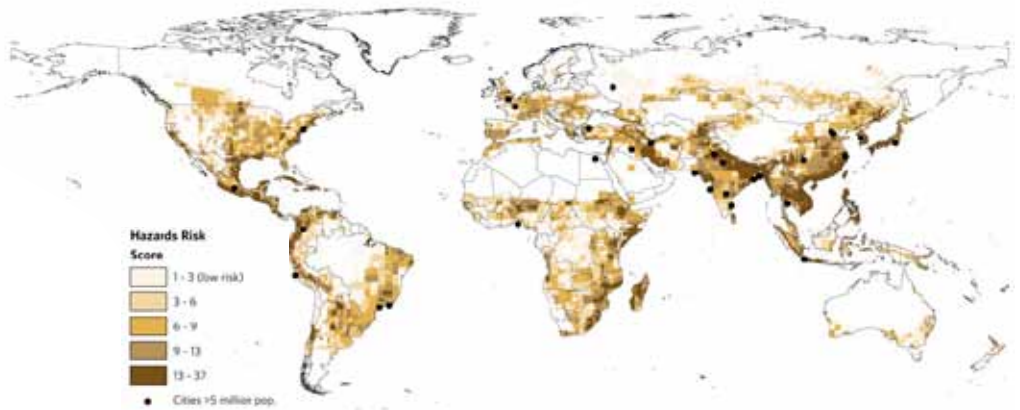 Hazards Risk
Score
1 - 3 (low risk)
3 - 6
6 - 9
9 - 13
13 - 37
Cities >5 million pop.